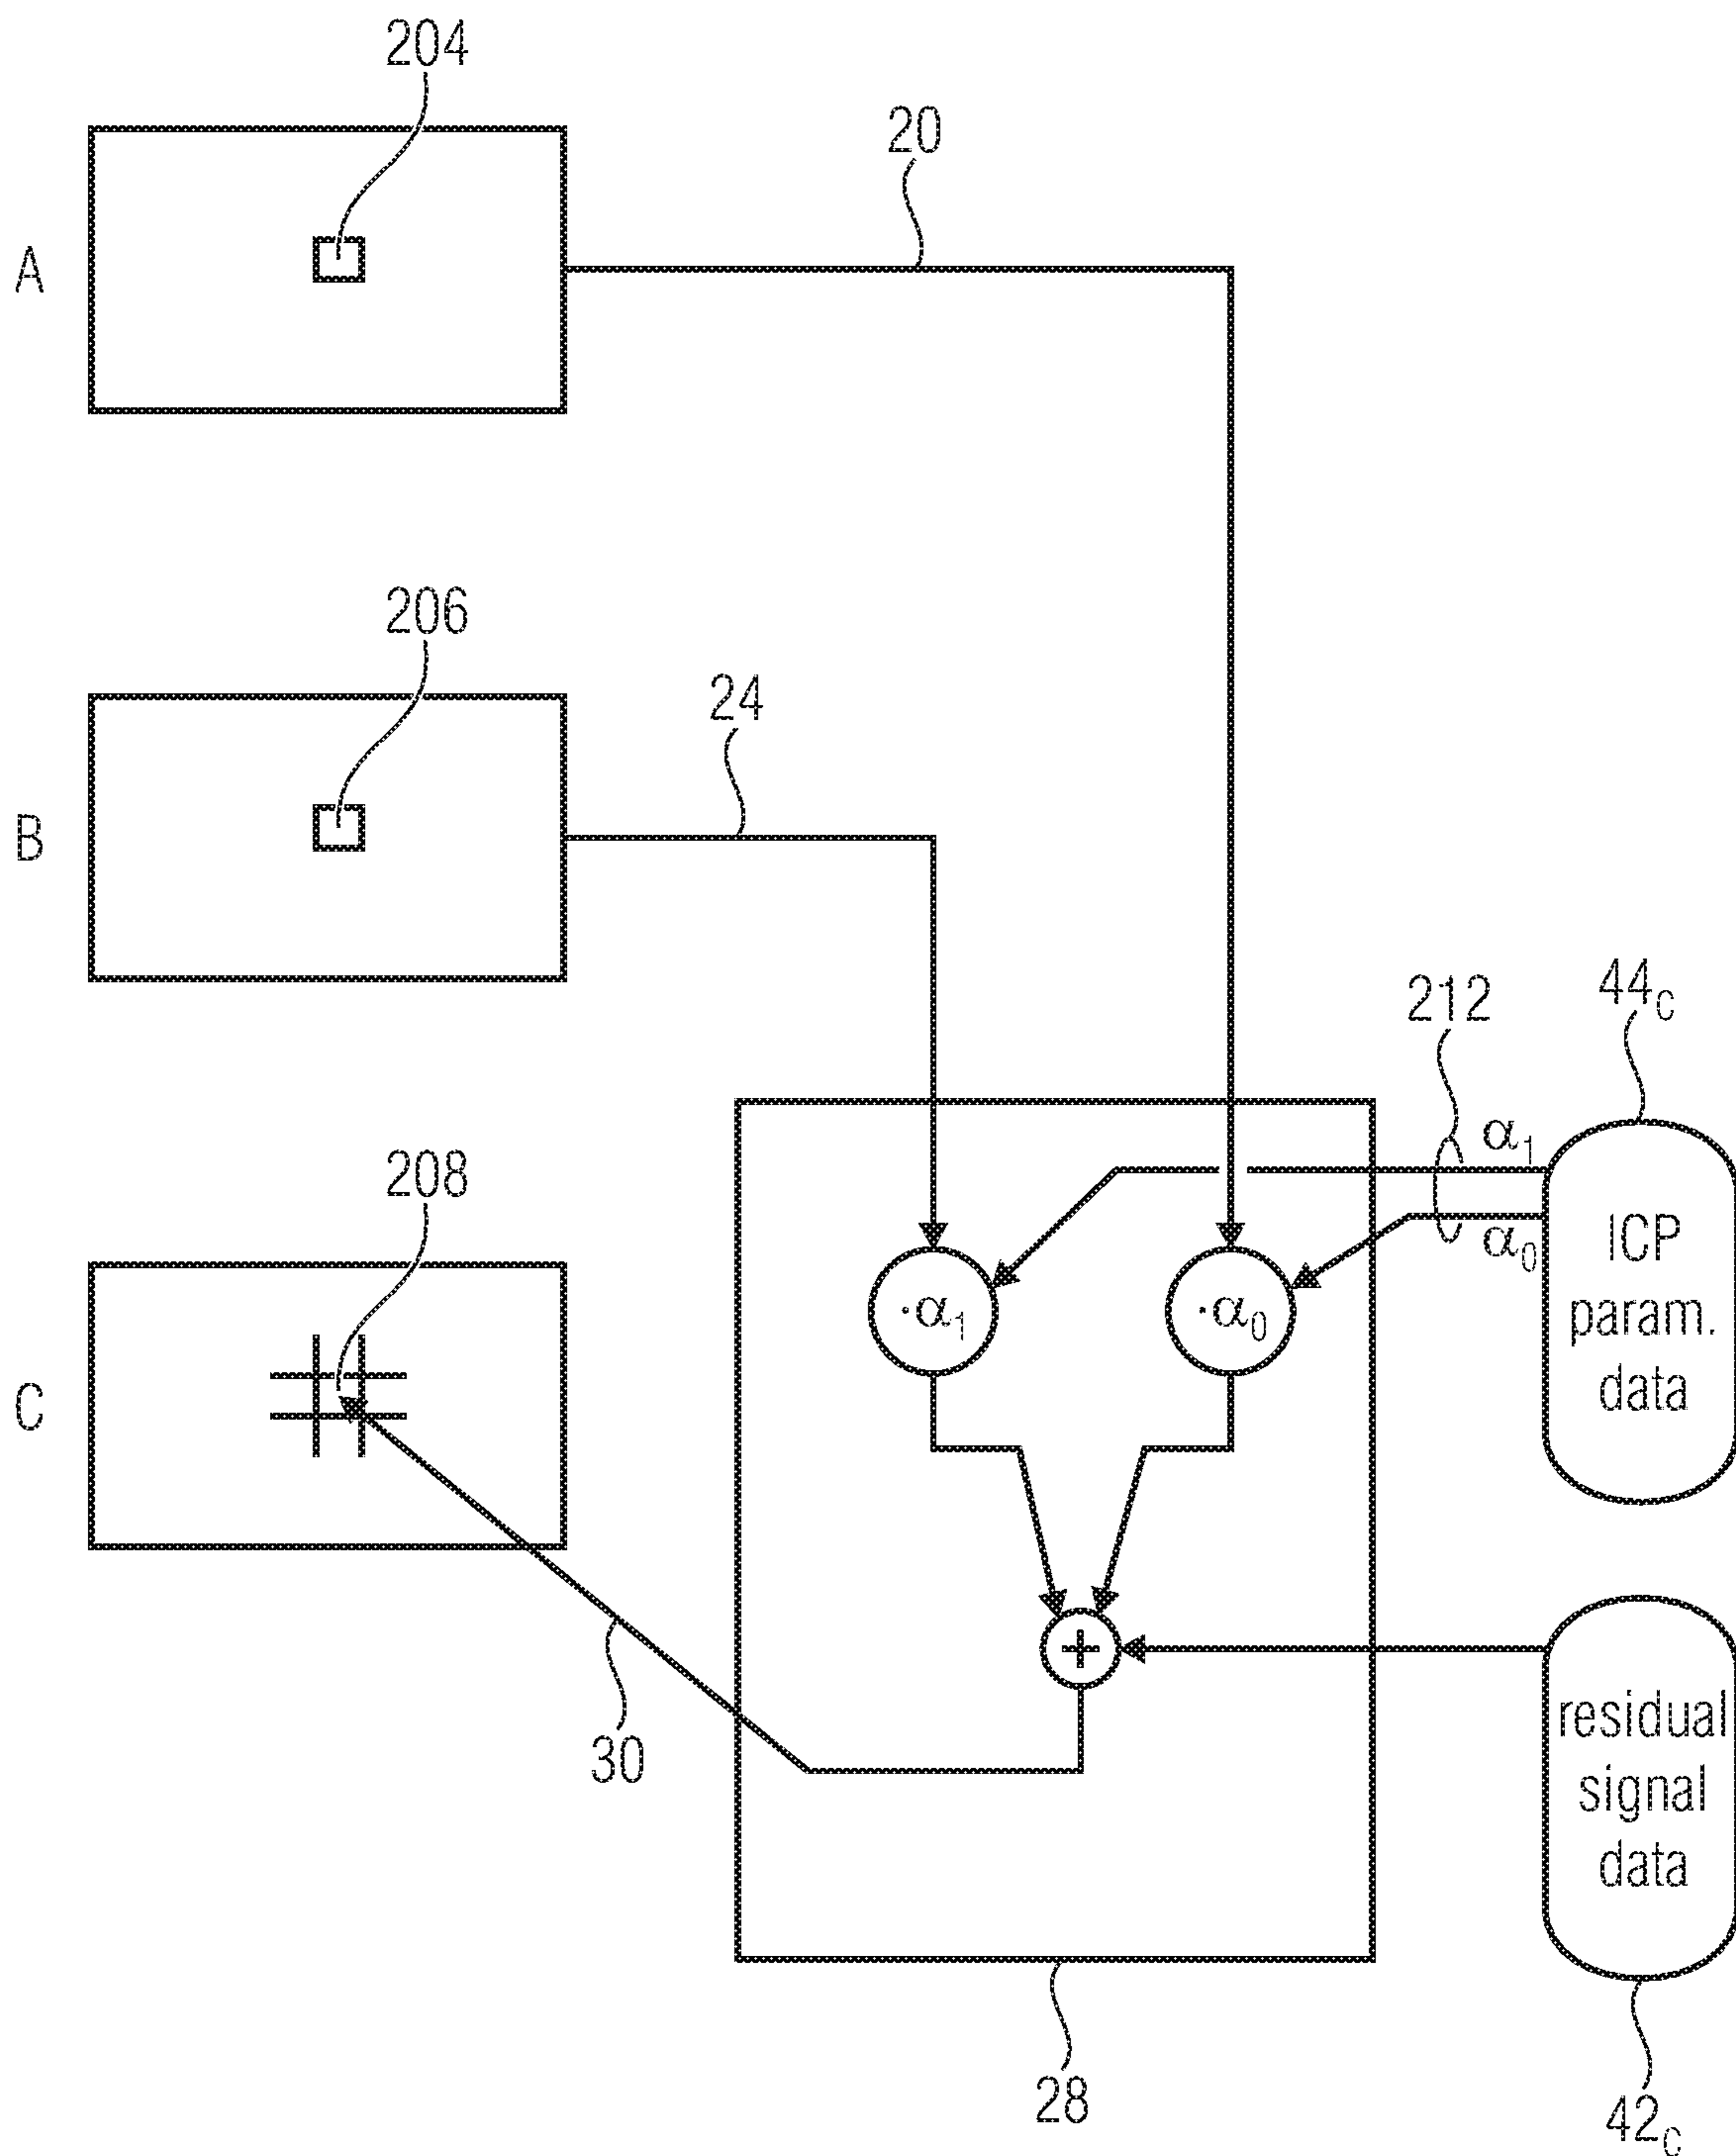 204
20
A
206
24
B
212
44C
α1
208
α0
ICP
param.
data
·α1
·α0
C
+
30
residual
signal
data
28
42C